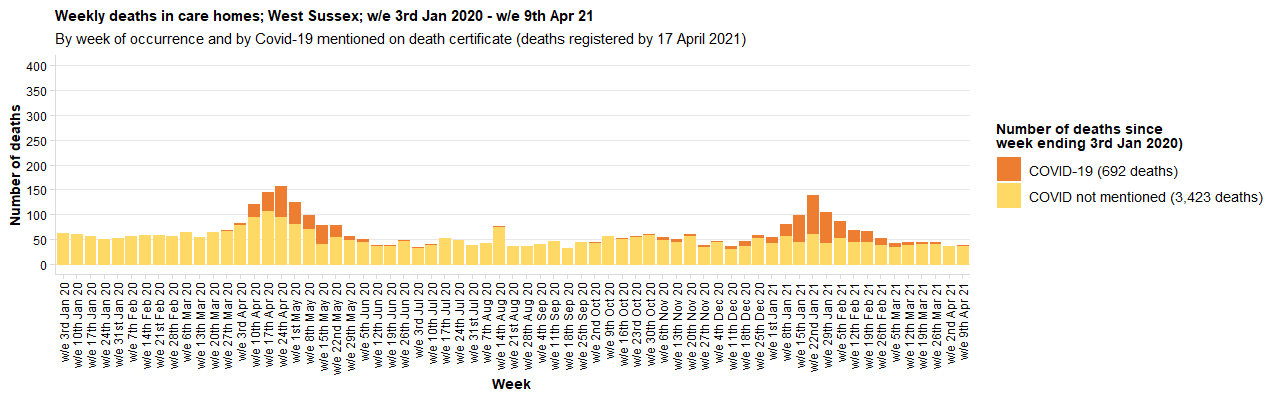 Weekly deaths in care homes; West Sussex; w/e 3rd Jan 2020 - w/e 9th Apr 21
By week of occurrence and by Covid-19 mentioned on death certificate (deaths registered by 17 April 2021)
Number of deaths
400
350
300
250
200
150
100
50
0
w/e 3rd Jan 20
w/e 10th Jan 20
w/e 17th Jan 20
w/e 24th Jan 20
w/e 31st Jan 20
w/e 7th Feb 20
w/e 14th Feb 20
w/e 21st Feb 20
w/e 28th Feb 20
w/e 6th Mar 20
w/e 13th Mar 20
w/e 20th Mar 20
w/e 27th Mar 20
w/e 3rd Apr 20
w/e 10th Apr 20
w/e 17th Apr 20
w/e 24th Apr 20
w/e 1st May 20
w/e 8th May 20
w/e 15th May 20
w/e 22nd May 20
w/e 29th May 20
w/e 5th Jun 20
w/e 12th Jun 20
w/e 19th Jun 20
w/e 26th Jun 20
w/e 3rd Jul 20
w/e 10th Jul 20
w/e 17th Jul 20
w/e 24th Jul 20
w/e 31st Jul 20
w/e 7th Aug 20
w/e 14th Aug 20
w/e 21st Aug 20
w/e 28th Aug 20
w/e 4th Sep 20
w/e 11th Sep 20
w/e 18th Sep 20
w/e 25th Sep 20
w/e 2nd Oct 20
w/e 9th Oct 20
w/e 16th Oct 20
w/e 23rd Oct 20
w/e 30th Oct 20
w/e 6th Nov 20
w/e 13th Nov 20
w/e 20th Nov 20
w/e 27th Nov 20
w/e 4th Dec 20
w/e 11th Dec 20
w/e 18th Dec 20
w/e 25th Dec 20
w/e 1st Jan 21
w/e 8th Jan 21
w/e 15th Jan 21
w/e 22nd Jan 21
w/e 29th Jan 21
w/e 5th Feb 21
w/e 12th Feb 21
w/e 19th Feb 21
w/e 26th Feb 21
w/e 5th Mar 21
w/e 12th Mar 21
w/e 19th Mar 21
w/e 26th Mar 21
w/e 2nd Apr 21
w/e 9th Apr 21
Week
Number of deaths since
week ending 3rd Jan 2020)
COVID-19 (692 deaths)
COVID not mentioned (3,423 deaths)